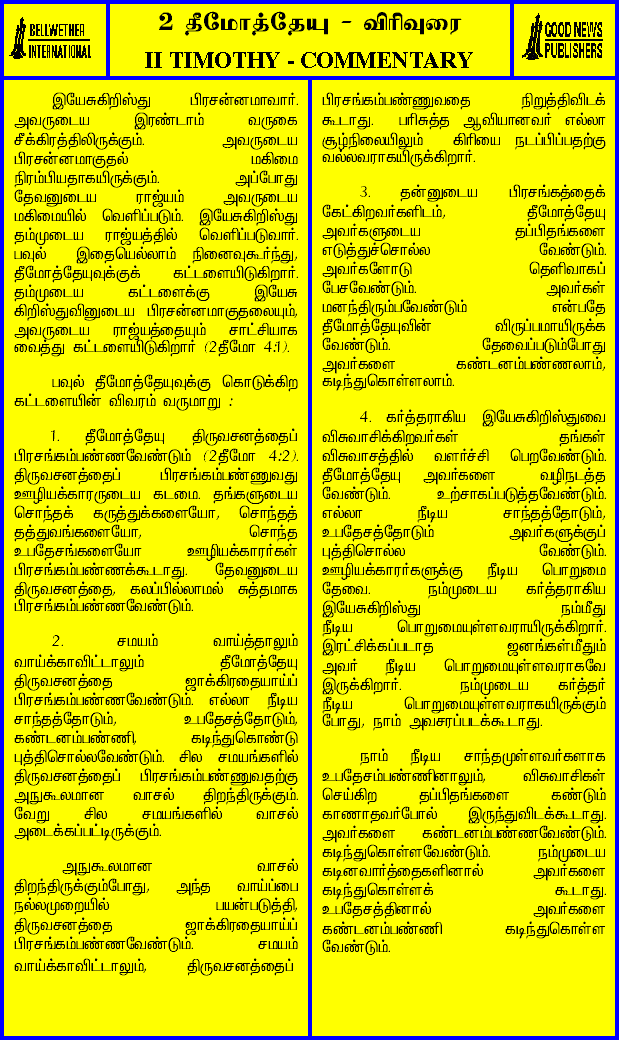 BELLWETHER
INTERNATIONAL
2 தீமோத்தேயு - விரிவுரை
II TIMOTHY - COMMENTARY
GOOD NEWS
PUBLISHERS
இயேசுகிறிஸ்து பிரசன்னமாவார்.
அவருடைய இரண்டாம் வருகை
சீக்கிரத்திலிருக்கும். அவருடைய
பிரசன்னமாகுதல் மகிமை
நிரம்பியதாகயிருக்கும். அப்போது
தேவனுடைய ராஜ்யம் அவருடைய
மகிமையில் வெளிப்படும். இயேசுகிறிஸ்து
தம்முடைய ராஜ்யத்தில் வெளிப்படுவார்.
பவுல் இதையெல்லாம் நினைவுகூர்ந்து,
தீமோத்தேயுவுக்குக் கட்டளையிடுகிறார்.
தம்முடைய கட்டளைக்கு இயேசு
கிறிஸ்துவினுடைய பிரசன்னமாகுதலையும்,
அவருடைய ராஜ்யத்தையும் சாட்சியாக
வைத்து கட்டளையிடுகிறார் (2தீமோ 4:1).
பவுல் தீமோத்தேயுவுக்கு கொடுக்கிற
கட்டளையின் விவரம் வருமாறு :
1. தீமோத்தேயு திருவசனத்தைப்
பிரசங்கம்பண்ணவேண்டும் (2தீமோ 4:2).
திருவசனத்தைப் பிரசங்கம்பண்ணுவது
ஊழியக்காரருடைய கடமை. தங்களுடைய
சொந்தக் கருத்துக்களையோ, சொந்தத்
தத்துவங்களையோ, சொந்த
உபதேசங்களையோ ஊழியக்காரர்கள்
பிரசங்கம்பண்ணக்கூடாது. தேவனுடைய
திருவசனத்தை, கலப்பில்லாமல் சுத்தமாக
பிரசங்கம்பண்ணவேண்டும்.
2. சமயம் வாய்த்தாலும்
வாய்க்காவிட்டாலும் தீமோத்தேயு
திருவசனத்தை ஜாக்கிரதையாய்ப்
பிரசங்கம்பண்ணவேண்டும். எல்லா நீடிய
சாந்தத்தோடும், உபதேசத்தோடும்,
கண்டனம்பண்ணி, கடிந்துகொண்டு
புத்திசொல்லவேண்டும். சில சமயங்களில்
திருவசனத்தைப் பிரசங்கம்பண்ணுவதற்கு
அநுகூலமான வாசல் திறந்திருக்கும்.
வேறு சில சமயங்களில் வாசல்
அடைக்கப்பட்டிருக்கும்.
அநுகூலமான வாசல்
திறந்திருக்கும்போது, அந்த வாய்ப்பை
நல்லமுறையில் பயன்படுத்தி,
திருவசனத்தை ஜாக்கிரதையாய்ப்
பிரசங்கம்பண்ணவேண்டும். சமயம்
வாய்க்காவிட்டாலும், திருவசனத்தைப்
பிரசங்கம்பண்ணுவதை நிறுத்திவிடக்
கூடாது. பரிசுத்த ஆவியானவர் எல்லா
சூழ்நிலையிலும் கிரியை நடப்பிப்பதற்கு
வல்லவராகயிருக்கிறார்.
3. தன்னுடைய பிரசங்கத்தைக்
கேட்கிறவர்களிடம், தீமோத்தேயு
அவர்களுடைய தப்பிதங்களை
எடுத்துச்சொல்ல வேண்டும்.
அவர்களோடு தெளிவாகப்
பேசவேண்டும். அவர்கள்
மனந்திரும்பவேண்டும் என்பதே
தீமோத்தேயுவின் விருப்பமாயிருக்க
வேண்டும். தேவைப்படும்போது
அவர்களை கண்டனம்பண்ணலாம்,
கடிந்துகொள்ளலாம்.
4. கர்த்தராகிய இயேசுகிறிஸ்துவை
விசுவாசிக்கிறவர்கள் தங்கள்
விசுவாசத்தில் வளர்ச்சி பெறவேண்டும்.
தீமோத்தேயு அவர்களை வழிநடத்த
வேண்டும். உற்சாகப்படுத்தவேண்டும்.
எல்லா நீடிய சாந்தத்தோடும்,
உபதேசத்தோடும் அவர்களுக்குப்
புத்திசொல்ல வேண்டும்.
ஊழியக்காரர்களுக்கு நீடிய பொறுமை
தேவை. நம்முடைய கர்த்தராகிய
இயேசுகிறிஸ்து நம்மீது
நீடிய பொறுமையுள்ளவராயிருக்கிறார்.
இரட்சிக்கப்படாத ஜனங்கள்மீதும்
அவர் நீடிய பொறுமையுள்ளவராகவே
இருக்கிறார். நம்முடைய கர்த்தர்
நீடிய பொறுமையுள்ளவராகயிருக்கும்
போது, நாம் அவசரப்படக்கூடாது.
நாம் நீடிய சாந்தமுள்ளவர்களாக
உபதேசம்பண்ணினாலும், விசுவாசிகள்
செய்கிற தப்பிதங்களை கண்டும்
காணாதவர்போல் இருந்துவிடக்கூடாது.
அவர்களை கண்டனம்பண்ணவேண்டும்.
கடிந்துகொள்ளவேண்டும். நம்முடைய
கடினவார்த்தைகளினால் அவர்களை
கடிந்துகொள்ளக் கூடாது.
உபதேசத்தினால் அவர்களை
கண்டனம்பண்ணி கடிந்துகொள்ள
வேண்டும்.